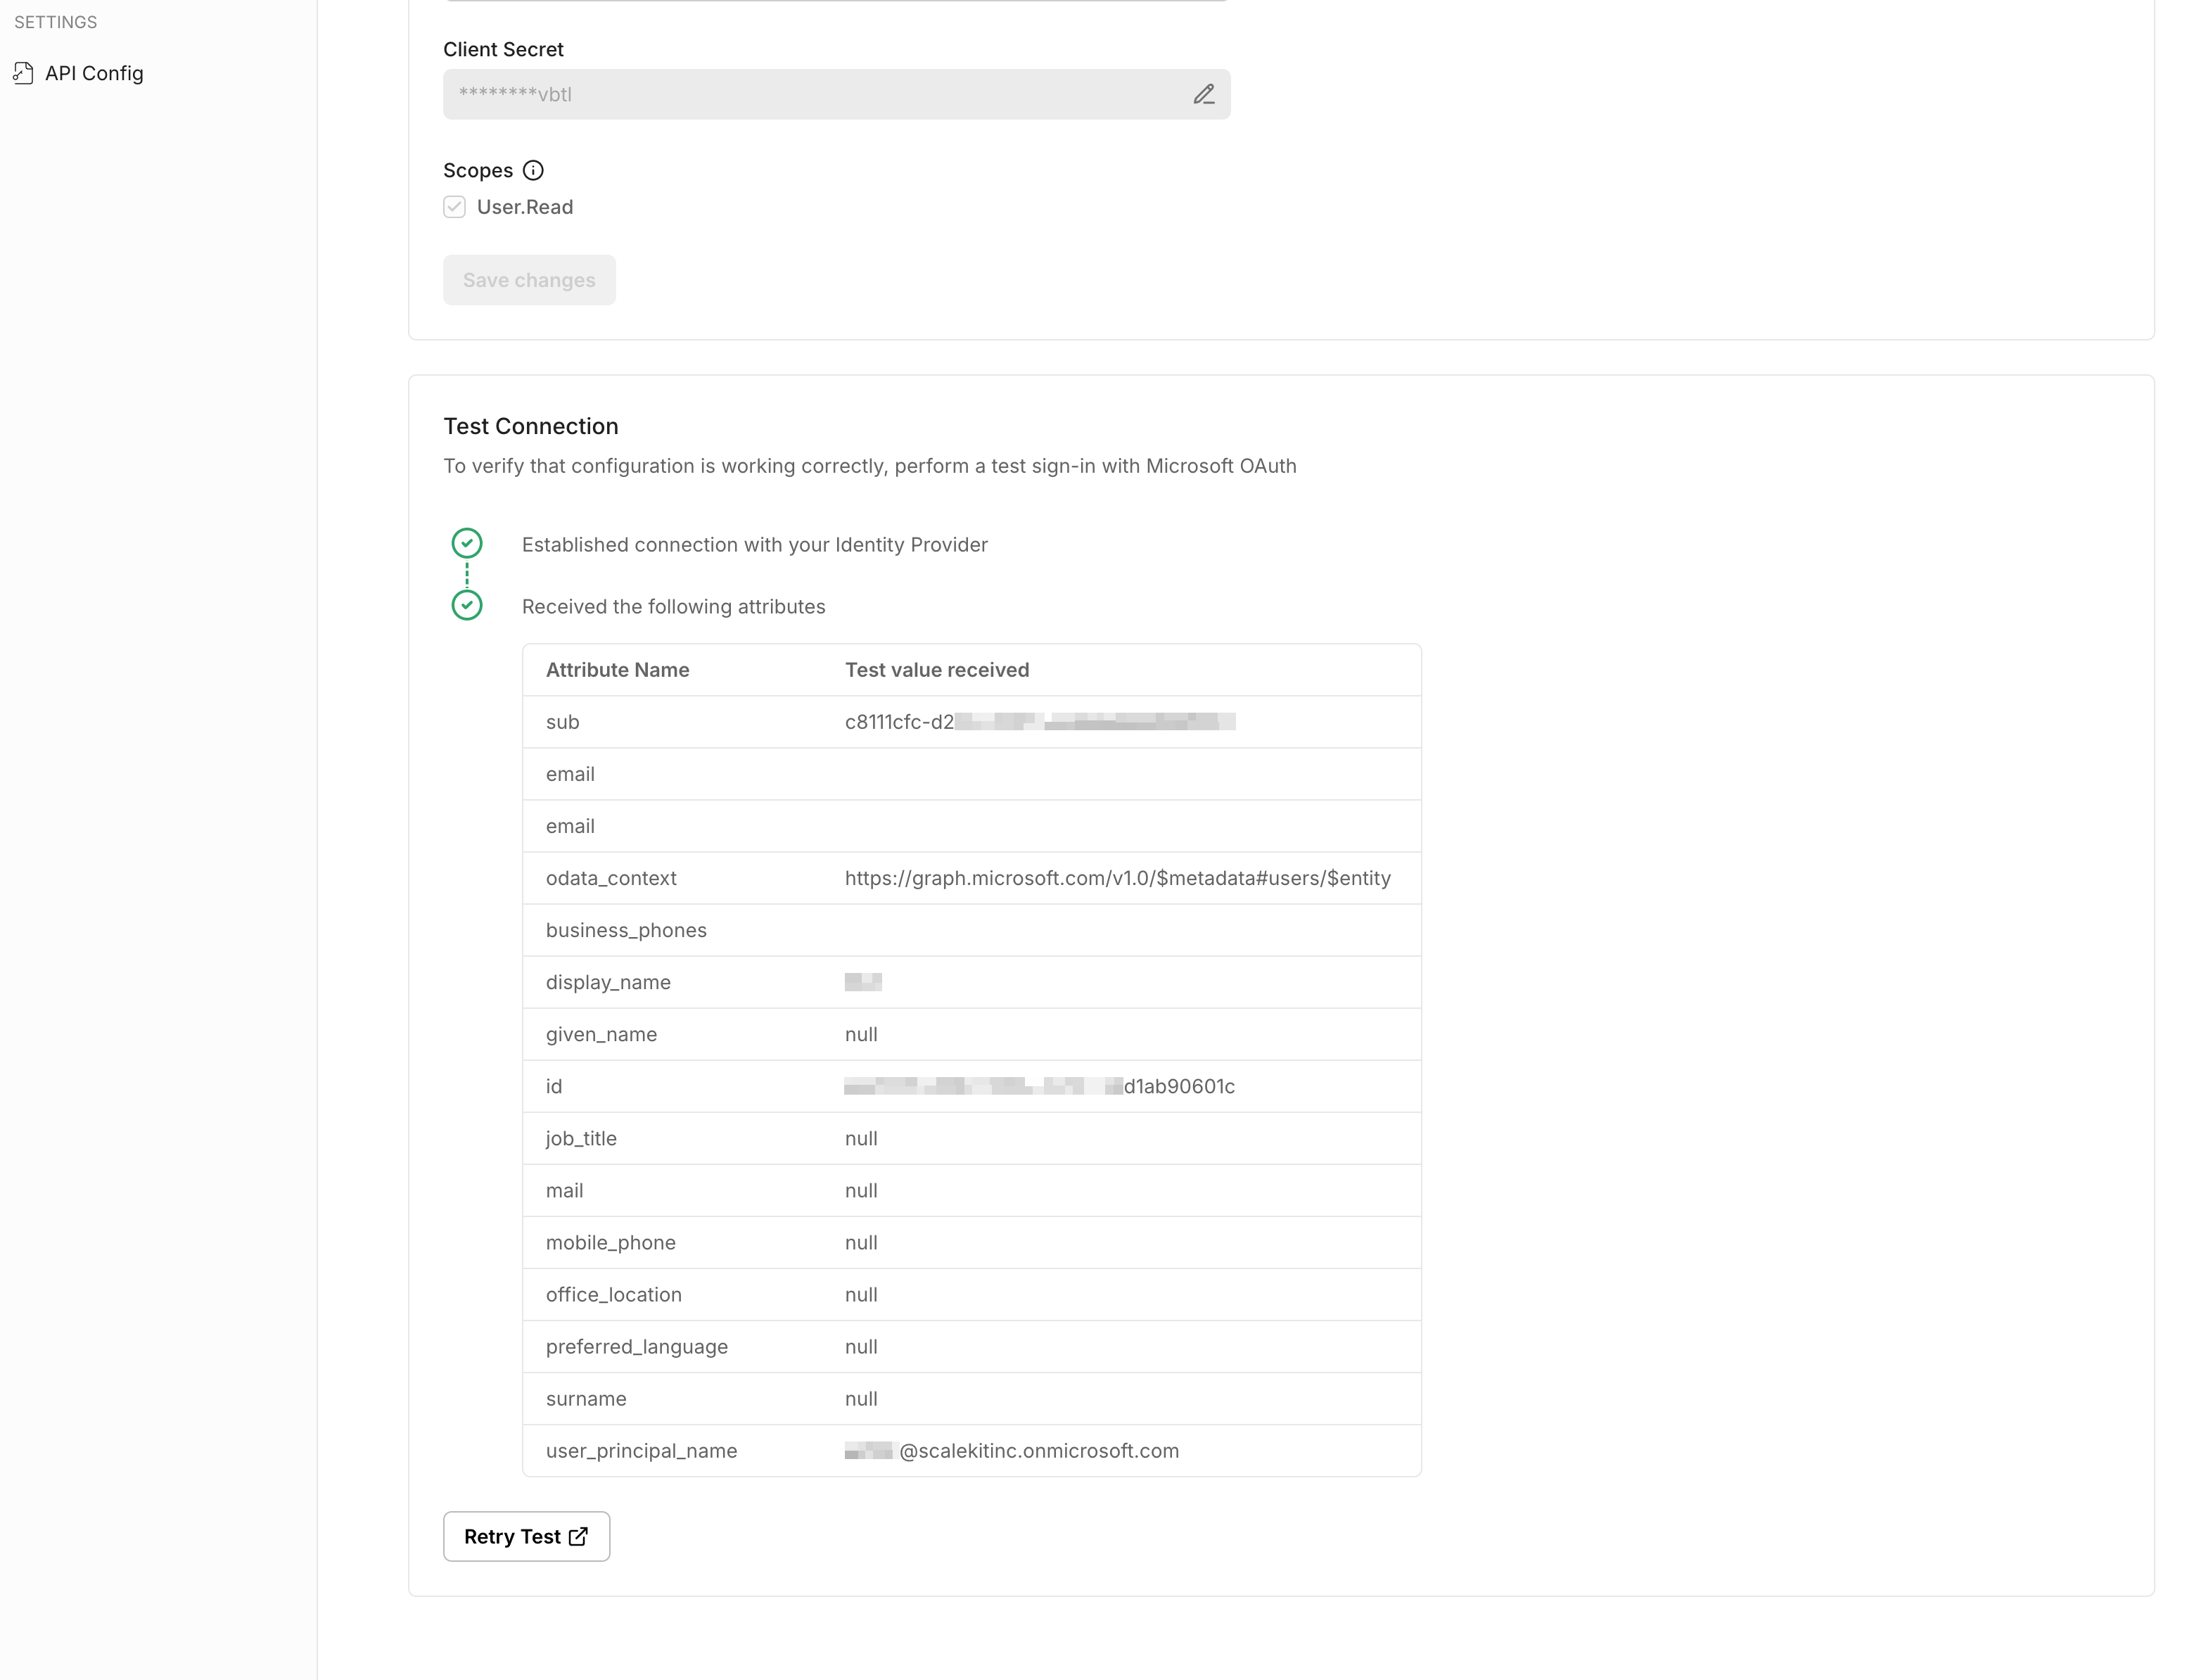 SETTINGS
API Config
Client Secret
********vbtl
Scopes
User.Read
Save changes
Test Connection
To verify that configuration is working correctly, perform a test sign-in with Microsoft OAuth
Established connection with your Identity Provider
Received the following attributes
Attribute Name Test value received
sub c8111cfc-d2
email
email
odata_context https://graph.microsoft.com/v1.0/$metadata#users/$entity
business_phones
display_name
given_name null
id d1ab90601c
job_title null
mail null
mobile_phone null
office_location null
preferred_language null
surname null
user_principal_name @scalekitinc.onmicrosoft.com
Retry Test